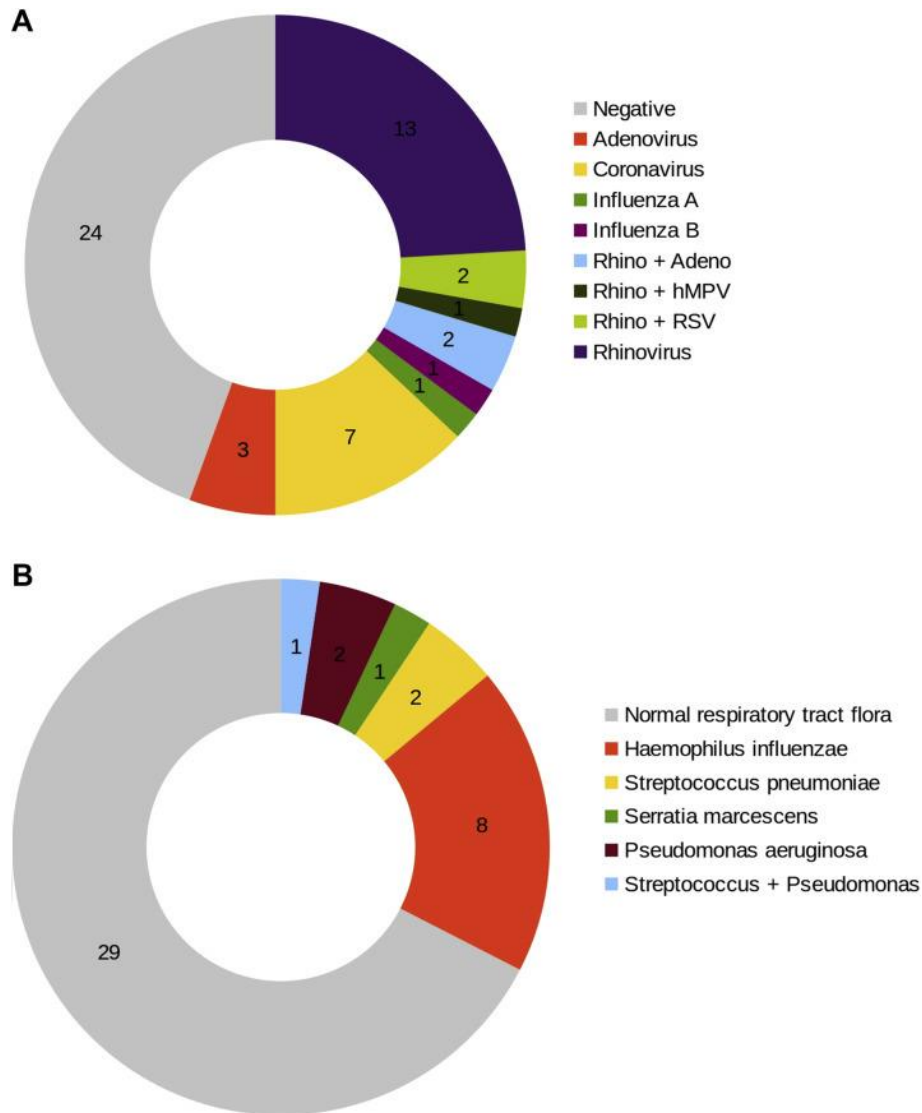 A
13
24
2
1
2
1
1
7
3
Negative
Adenovirus
Coronavirus
Influenza A
Influenza B
Rhino + Adeno
Rhino + hMPV
Rhino + RSV
Rhinovirus
B
1
2
1
2
8
29
Normal respiratory tract flora
Haemophilus influenzae
Streptococcus pneumoniae
Serratia marcescens
Pseudomonas aeruginosa
Streptococcus + Pseudomonas